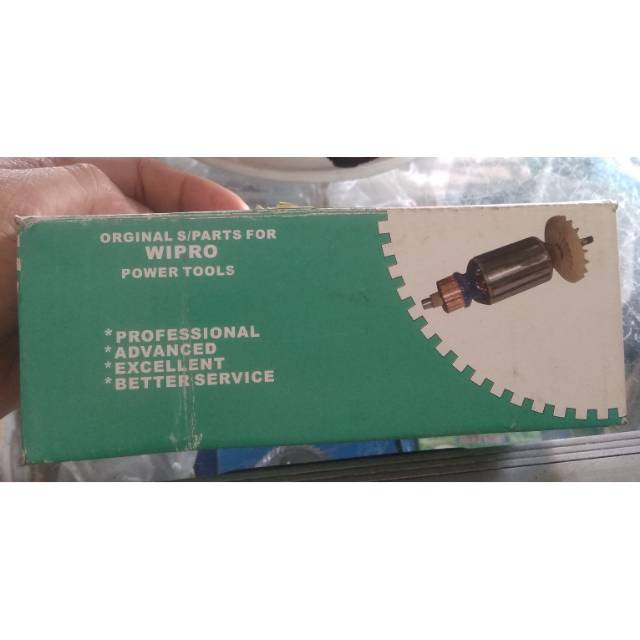 ORGINAL S/PARTS FOR
WIPRO
POWER TOOLS
*PROFESSIONAL
*ADVANCED
*EXCELLENT
*BETTER SERVICE